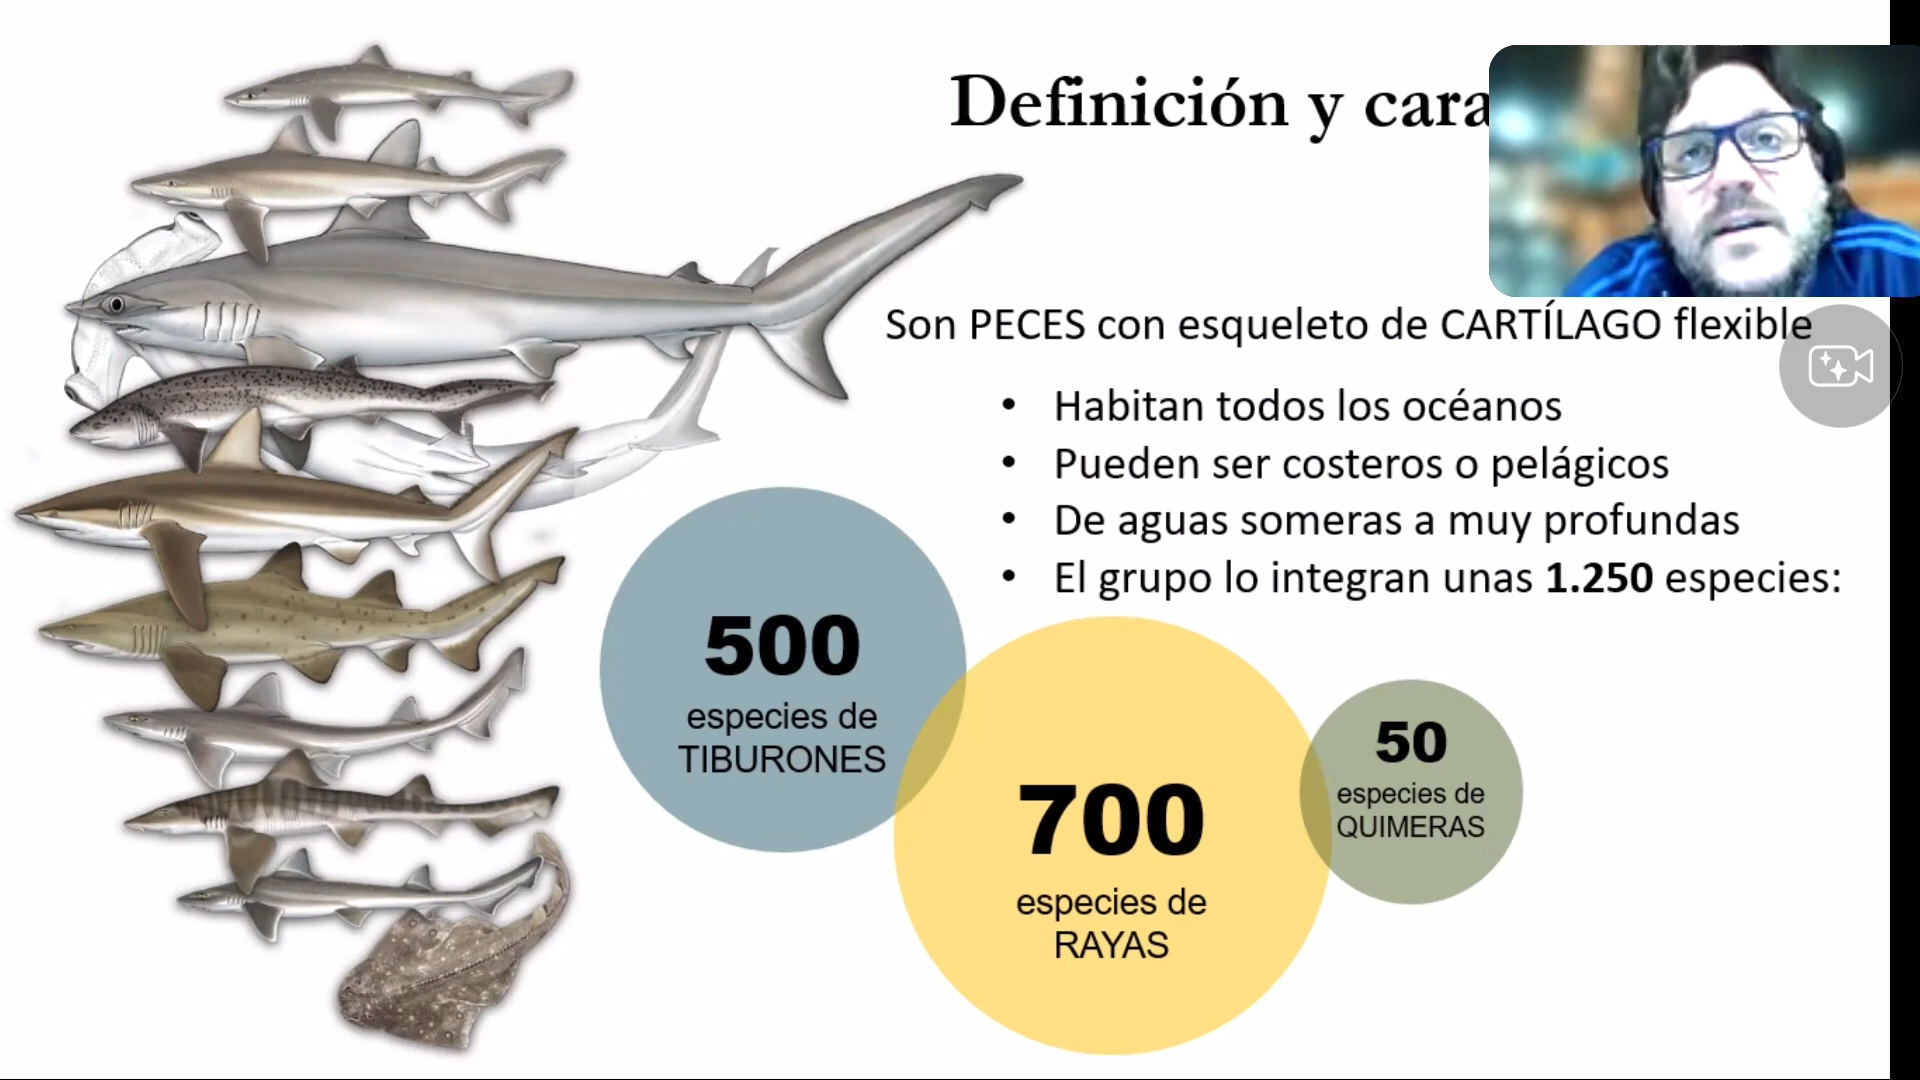 Definición y cara
Son PECES con esqueleto de CARTÍLAGO flexible
• Habitan todos los océanos
• Pueden ser costeros o pelágicos
• De aguas someras a muy profundas
• El grupo lo integran unas 1.250 especies:
500
especies de
TIBURONES
700
especies de
RAYAS
50
especies de
QUIMERAS